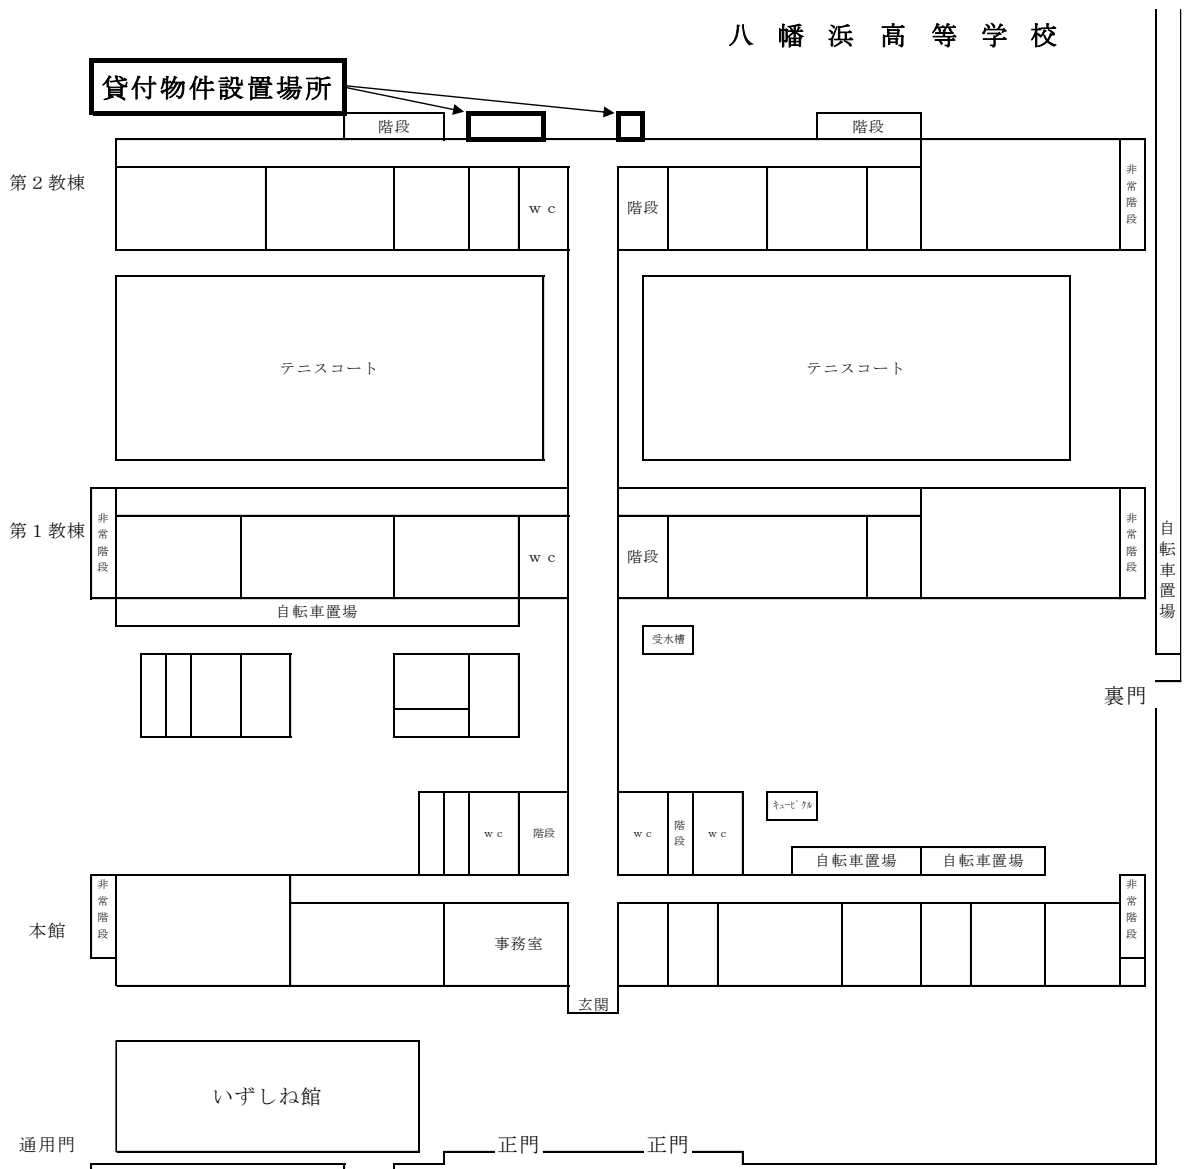 八幡浜高等学校
貸付物件設置場所
階段
階段
第２教棟
ｗｃ
階段
非常階段
テニスコート
テニスコート
第１教棟
非常階段
ｗｃ
階段
非常階段
自転車置場
自転車置場
受水槽
裏門
ｷｭｰﾋﾞｸﾙ
ｗｃ
階段
ｗｃ
階段
ｗｃ
自転車置場
自転車置場
本館
非常階段
事務室
非常階段
玄関
いずしね館
通用門
正門
正門